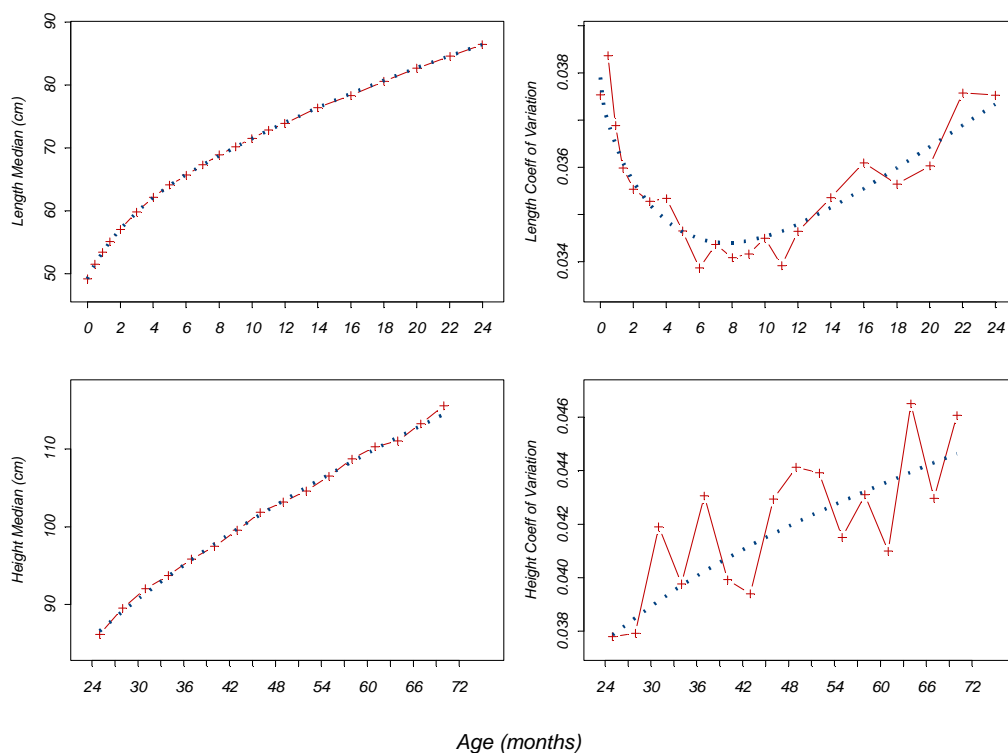 Length Median (cm)
50 60 70 80 90
0 2 4 6 8 10 12 14 16 18 20 22 24
Length Coeff of Variation
0.034 0.036 0.038
0 2 4 6 8 10 12 14 16 18 20 22 24
Height Median (cm)
90 100 110
24 30 36 42 48 54 60 66 72
Height Coeff of Variation
0.038 0.040 0.042 0.044 0.046
24 30 36 42 48 54 60 66 72
Age (months)